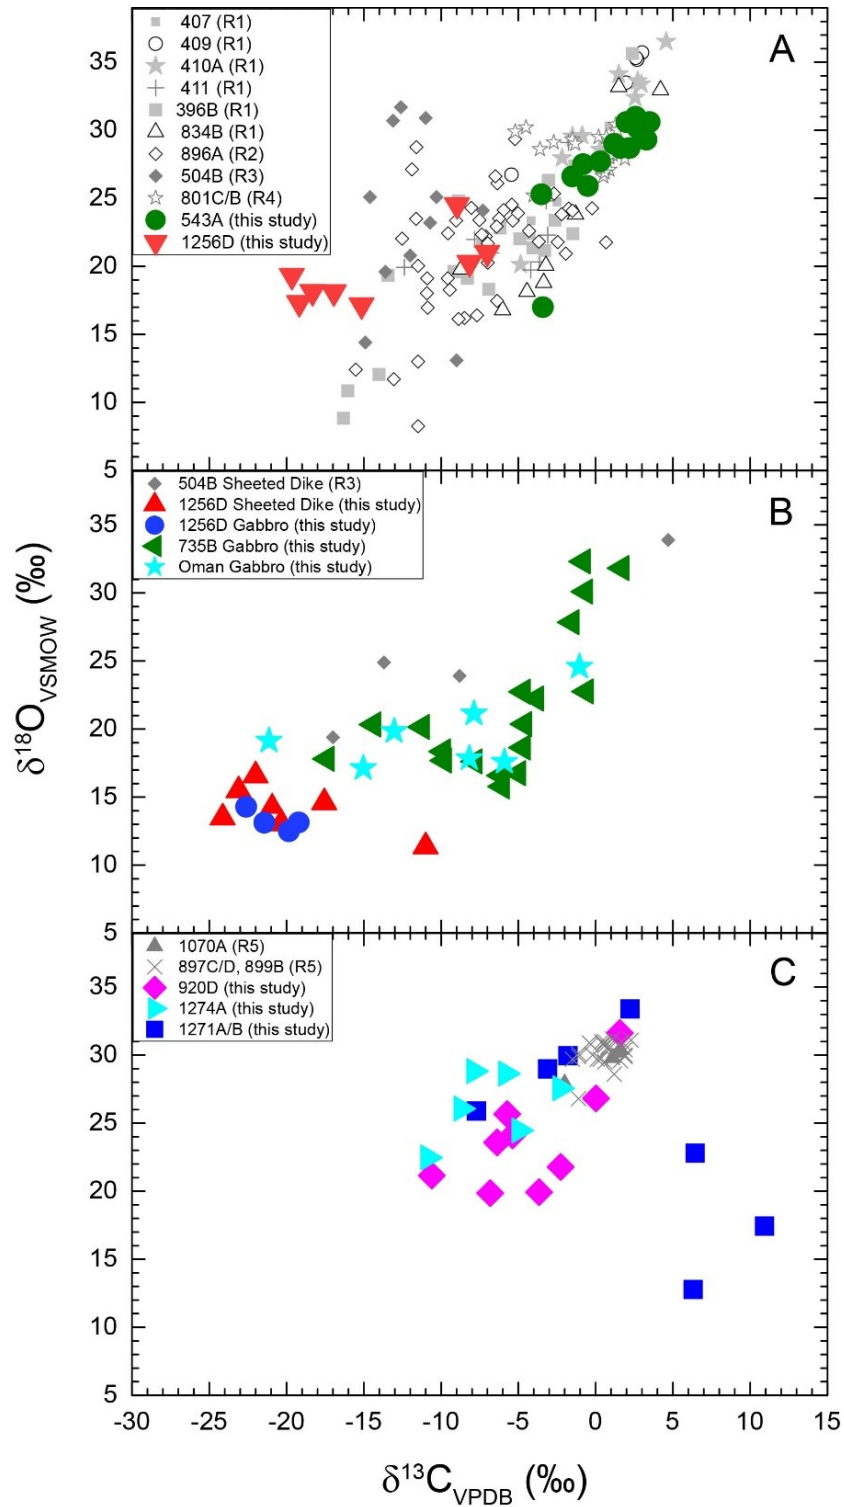 407 (R1)
409 (R1)
410A (R1)
411 (R1)
396B (R1)
834B (R1)
896A (R2)
504B (R3)
801C/B (R4)
543A (this study)
1256D (this study)
A
35
30
25
20
15
10
5
504B Sheeted Dike (R3)
1256D Sheeted Dike (this study)
1256D Gabbro (this study)
735B Gabbro (this study)
Oman Gabbro (this study)
B
35
30
25
20
15
10
5
δ18O VSMOW (‰)
1070A (R5)
897C/D, 899B (R5)
920D (this study)
1274A (this study)
1271A/B (this study)
C
35
30
25
20
15
10
5
-30 -25 -20 -15 -10 -5 0 5 10 15
δ13C VPDB (‰)